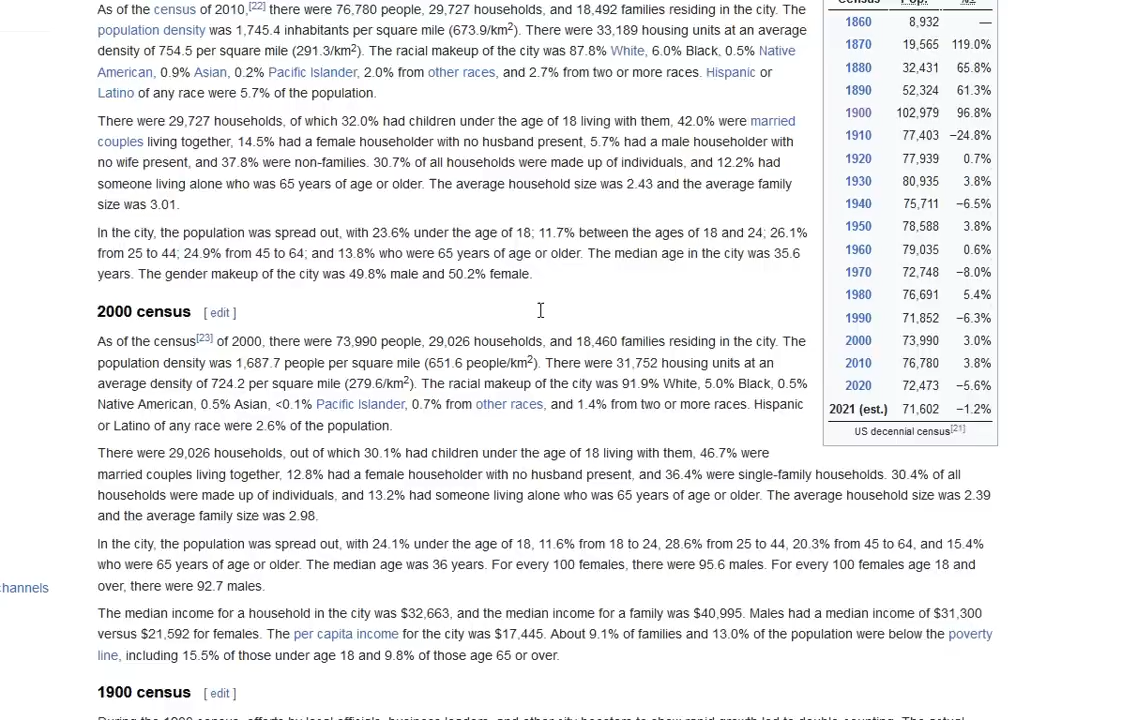 As of the census of 2010,[22] there were 76,780 people, 29,727 households, and 18,492 families residing in the city. The
population density was 1,745.4 inhabitants per square mile (673.9/km2). There were 33,189 housing units at an average
density of 754.5 per square mile (291.3/km2). The racial makeup of the city was 87.8% White, 6.0% Black, 0.5% Native
American, 0.9% Asian, 0.2% Pacific Islander, 2.0% from other races, and 2.7% from two or more races. Hispanic or
Latino of any race were 5.7% of the population.
There were 29,727 households, of which 32.0% had children under the age of 18 living with them, 42.0% were married
couples living together, 14.5% had a female householder with no husband present, 5.7% had a male householder with
no wife present, and 37.8% were non-families. 30.7% of all households were made up of individuals, and 12.2% had
someone living alone who was 65 years of age or older. The average household size was 2.43 and the average family
size was 3.01.
In the city, the population was spread out, with 23.6% under the age of 18; 11.7% between the ages of 18 and 24; 26.1%
from 25 to 44; 24.9% from 45 to 64; and 13.8% who were 65 years of age or older. The median age in the city was 35.6
years. The gender makeup of the city was 49.8% male and 50.2% female.
2000 census [ edit ]
As of the census[23] of 2000, there were 73,990 people, 29,026 households, and 18,460 families residing in the city. The
population density was 1,687.7 people per square mile (651.6 people/km2). There were 31,752 housing units at an
average density of 724.2 per square mile (279.6/km2). The racial makeup of the city was 91.9% White, 5.0% Black, 0.5%
Native American, 0.5% Asian, <0.1% Pacific Islander, 0.7% from other races, and 1.4% from two or more races. Hispanic
or Latino of any race were 2.6% of the population.
There were 29,026 households, out of which 30.1% had children under the age of 18 living with them, 46.7% were
married couples living together, 12.8% had a female householder with no husband present, and 36.4% were single-family households. 30.4% of all
households were made up of individuals, and 13.2% had someone living alone who was 65 years of age or older. The average household size was 2.39
and the average family size was 2.98.
In the city, the population was spread out, with 24.1% under the age of 18, 11.6% from 18 to 24, 28.6% from 25 to 44, 20.3% from 45 to 64, and 15.4%
who were 65 years of age or older. The median age was 36 years. For every 100 females, there were 95.6 males. For every 100 females age 18 and
over, there were 92.7 males.
The median income for a household in the city was $32,663, and the median income for a family was $40,995. Males had a median income of $31,300
versus $21,592 for females. The per capita income for the city was $17,445. About 9.1% of families and 13.0% of the population were below the poverty
line, including 15.5% of those under age 18 and 9.8% of those age 65 or over.
1900 census [ edit ]
Census Pop. %±
1860 8,932 —
1870 19,565 119.0%
1880 32,431 65.8%
1890 52,324 61.3%
1900 102,979 96.8%
1910 77,403 −24.8%
1920 77,939 0.7%
1930 80,935 3.8%
1940 75,711 −6.5%
1950 78,588 3.8%
1960 79,035 0.6%
1970 72,748 −8.0%
1980 76,691 5.4%
1990 71,852 −6.3%
2000 73,990 3.0%
2010 76,780 3.8%
2020 72,473 −5.6%
2021 (est.) 71,602 −1.2%
US decennial census[21]
hannels